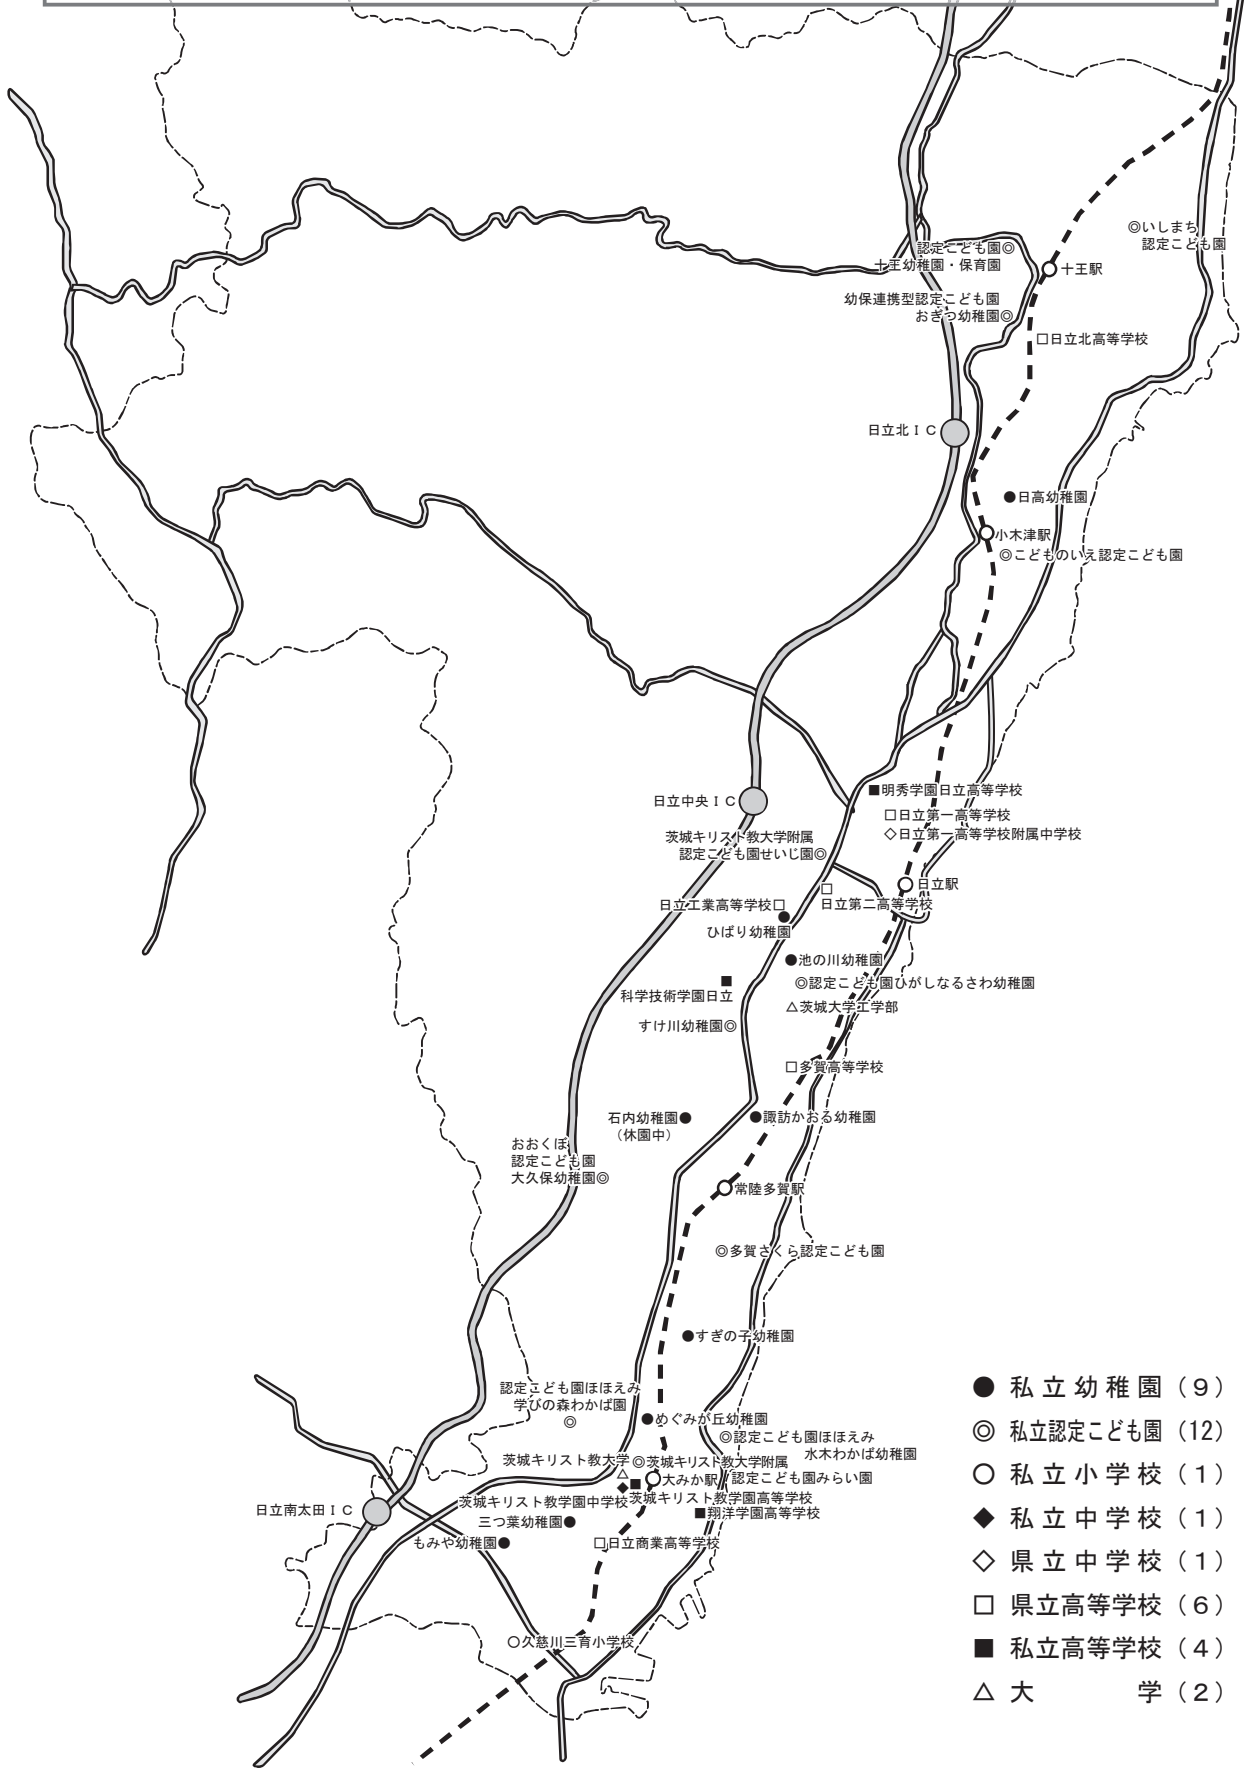 ◎いしまち
認定こども園
認定こども園◎
十王幼稚園・保育園
十王駅
幼保連携型認定こども園
おぎつ幼稚園◎
□日立北高等学校
日立北ＩＣ
●日高幼稚園
小木津駅
◎こどものいえ認定こども園
■明秀学園日立高等学校
日立中央ＩＣ
□日立第一高等学校
◇日立第一高等学校附属中学校
茨城キリスト教大学附属
認定こども園せいじ園◎
日立駅
□
日立第二高等学校
日立工業高等学校□
●
ひばり幼稚園
●池の川幼稚園
■
科学技術学園日立
◎認定こども園ひがしなるさわ幼稚園
△茨城大学工学部
すけ川幼稚園◎
□多賀高等学校
石内幼稚園●
（休園中）
●諏訪かおる幼稚園
おおくぼ
認定こども園
大久保幼稚園◎
常陸多賀駅
◎多賀さくら認定こども園
●すぎの子幼稚園
認定こども園ほほえみ
学びの森わかば園
◎
●めぐみが丘幼稚園
◎認定こども園ほほえみ
水木わかば幼稚園
茨城キリスト教大学
△
◎茨城キリスト教大学附属
認定こども園みらい園
大みか駅
◆
茨城キリスト教学園中学校
■
茨城キリスト教学園高等学校
日立南太田ＩＣ
■翔洋学園高等学校
三つ葉幼稚園●
もみや幼稚園●
□日立商業高等学校
○久慈川三育小学校
● 私立幼稚園（９）
◎ 私立認定こども園（12）
○ 私立小学校（１）
◆ 私立中学校（１）
◇ 県立中学校（１）
□ 県立高等学校（６）
■ 私立高等学校（４）
△ 大　　　学（２）